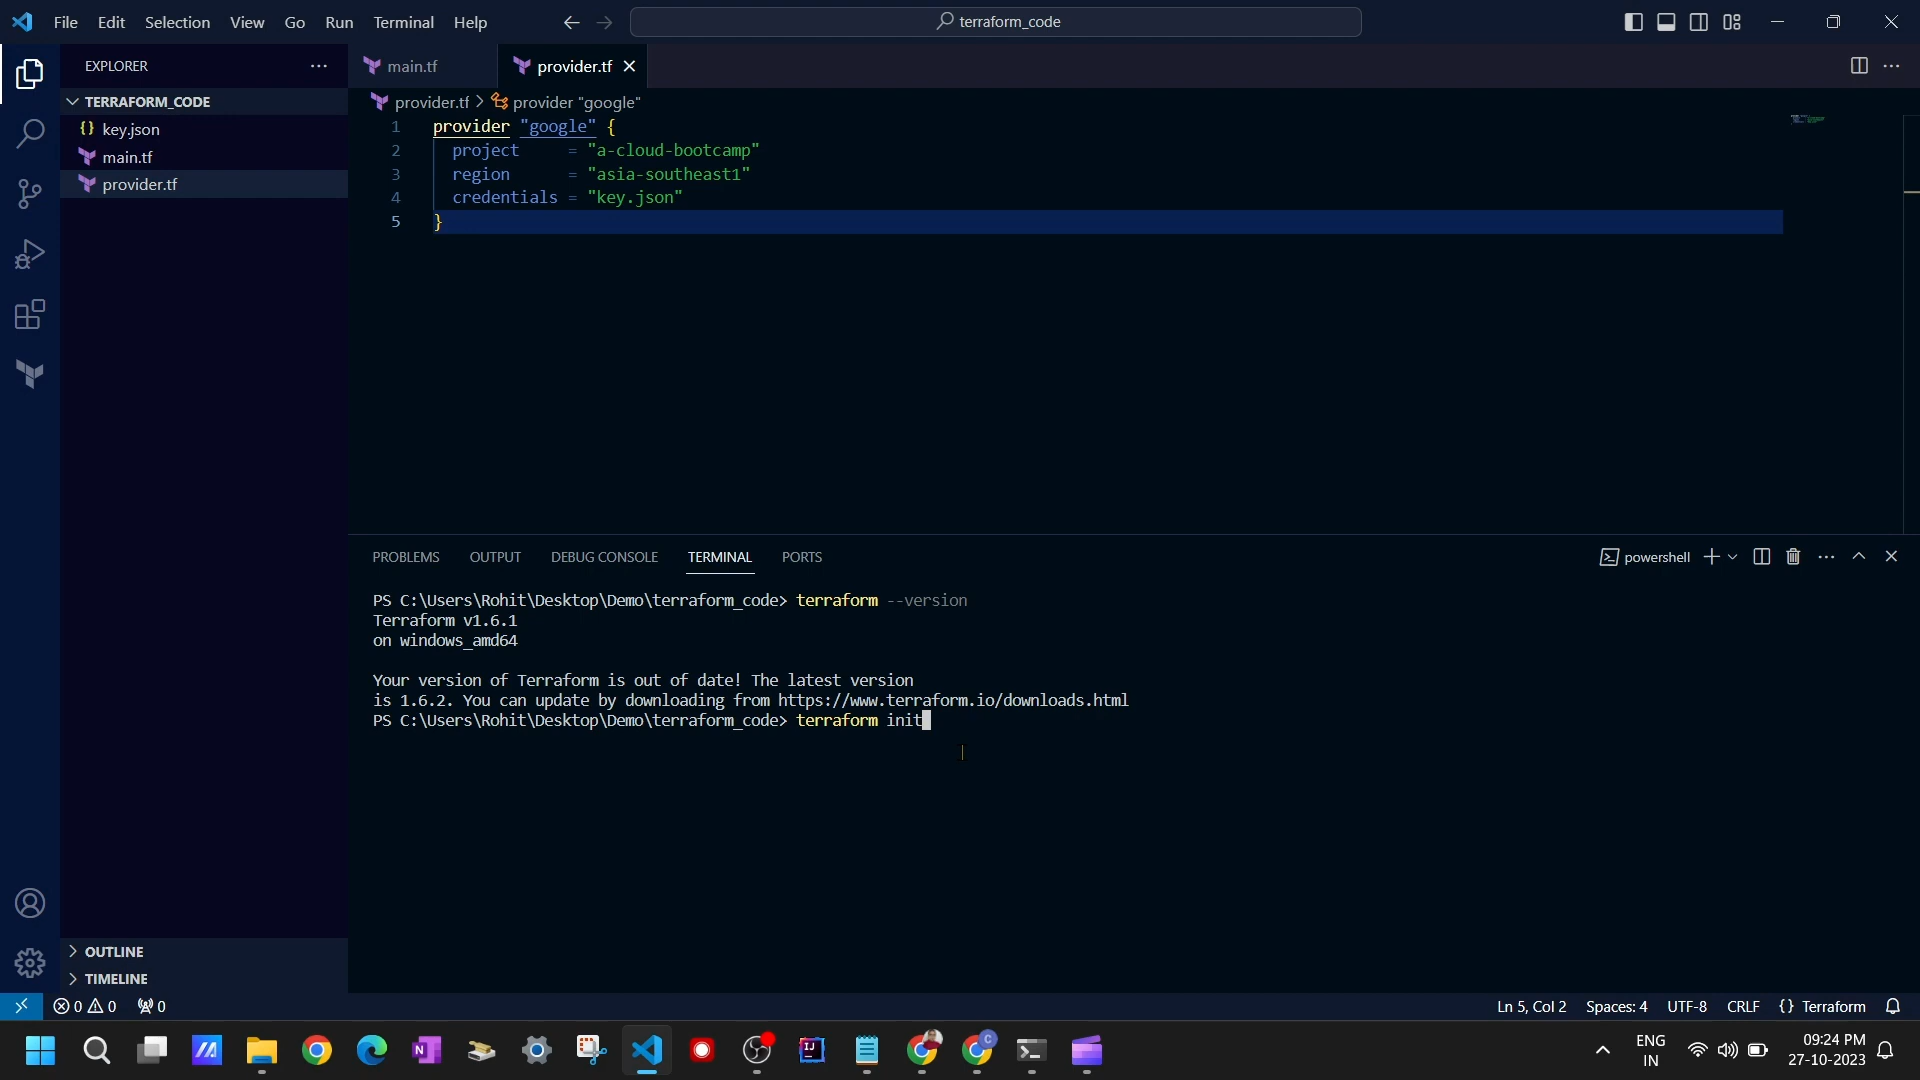 File Edit Selection View Go Run Terminal Help
terraform_code
EXPLORER
TERRAFORM_CODE
key.json
main.tf
provider.tf
main.tf
provider.tf
provider.tf > provider "google"
1 provider "google" {
2 project = "a-cloud-bootcamp"
3 region = "asia-southeast1"
4 credentials = "key.json"
5 }
PROBLEMS OUTPUT DEBUG CONSOLE TERMINAL PORTS
powershell
PS C:\Users\Rohit\Desktop\Demo\terraform_code> terraform --version
Terraform v1.6.1
on windows_amd64
Your version of Terraform is out of date! The latest version
is 1.6.2. You can update by downloading from https://www.terraform.io/downloads.html
PS C:\Users\Rohit\Desktop\Demo\terraform_code> terraform init
OUTLINE
TIMELINE
0 0 0
Ln 5, Col 2 Spaces: 4 UTF-8 CRLF {} Terraform
ENG
IN
09:24 PM
27-10-2023